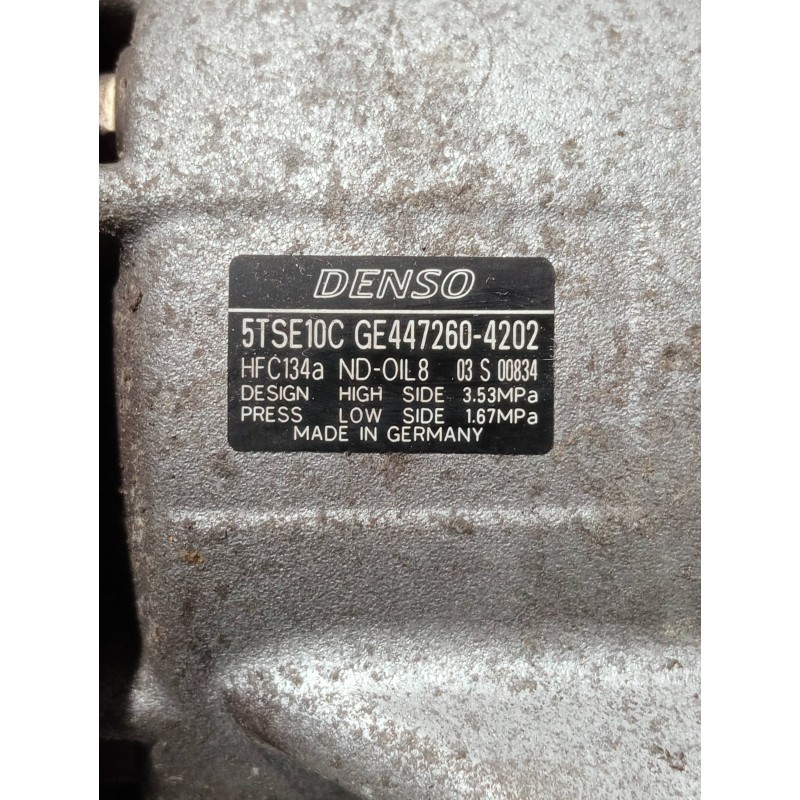 DENSO
5TSE10C GE447260-4202
HFC134a ND-OIL8 03 S 00834
DESIGN HIGH SIDE 3.53MPa
PRESS LOW SIDE 1.67MPa
MADE IN GERMANY